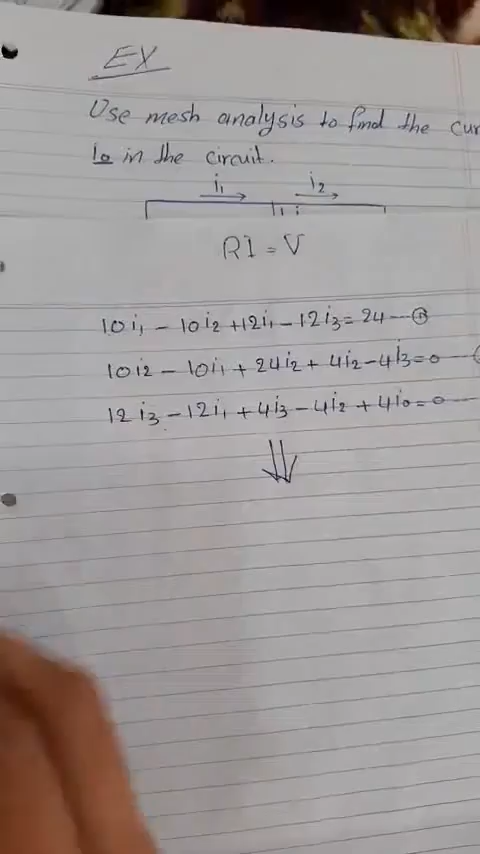 EX
Use mesh analysis to find the cur
io in the circuit.
i1 i2
RI = V
10i1 - 10i2 + 12i1 - 12i3 = 24
10i2 - 10i1 + 24i2 + 4i2 - 4i3 = 0
12i3 - 12i1 + 4i3 - 4i2 + 4i0 = 0